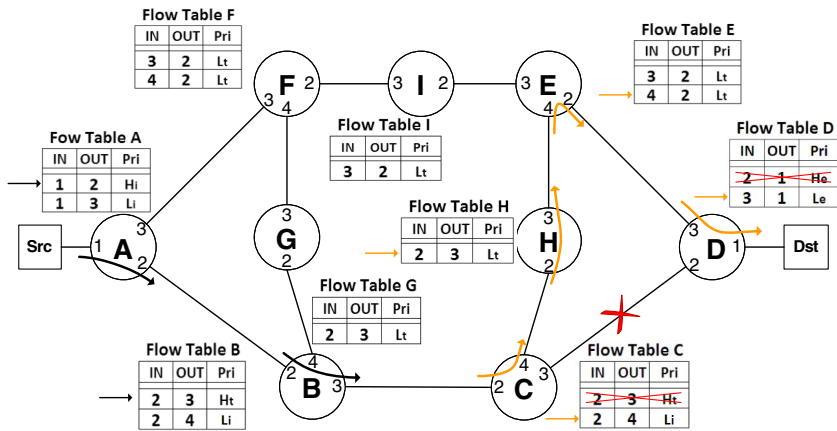 Flow Table F
IN OUT Pri
3 2 Lt
4 2 Lt
Flow Table E
IN OUT Pri
3 2 Lt
4 2 Lt
F 2 3 4
3 I 2
3 E 4 2
Fow Table A
IN OUT Pri
1 2 Hi
1 3 Li
Flow Table I
IN OUT Pri
3 2 Lt
Flow Table D
IN OUT Pri
2 1 He
3 1 Le
Flow Table H
IN OUT Pri
2 3 Lt
Src
1 A 3 2
3 G 2
3 H 2
3 D 1 2
Dst
Flow Table G
IN OUT Pri
2 3 Lt
Flow Table B
IN OUT Pri
2 3 Ht
2 4 Li
4 2 B 3
4 2 C 3
Flow Table C
IN OUT Pri
2 3 Ht
2 4 Li